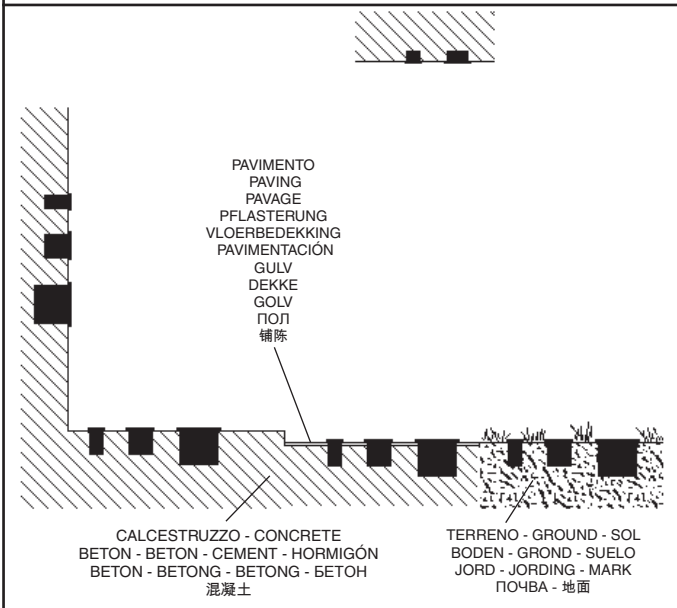 PAVIMENTO
PAVING
PAVAGE
PFLASTERUNG
VLOERBEDEKKING
PAVIMENTACIÓN
GULV
DEKKE
GOLV
ПОЛ
铺陈
CALCESTRUZZO - CONCRETE
BETON - BETON - CEMENT - HORMIGÓN
BETON - BETONG - BETONG - БЕТОН
混凝土
TERRENO - GROUND - SOL
BODEN - GROND - SUELO
JORD - JORDING - MARK
ПОЧВА - 地面